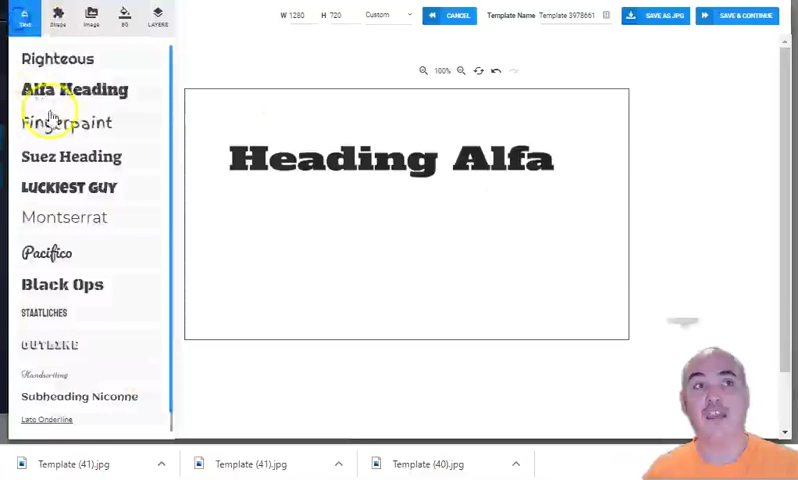 Text Shape Image BG LAYERS
W 1280 H 720 Custom CANCEL Template Name Template 3978661 SAVE AS JPG SAVE & CONTINUE
100%
Righteous
Alfa Heading
Fingerpaint
Suez Heading
Luckiest Guy
Montserrat
Pacifico
Black Ops
STAATLICHES
OUTLINE
Handwriting
Subheading Niconne
Lato Onderline
Heading Alfa
Template (41).jpg Template (41).jpg Template (40).jpg